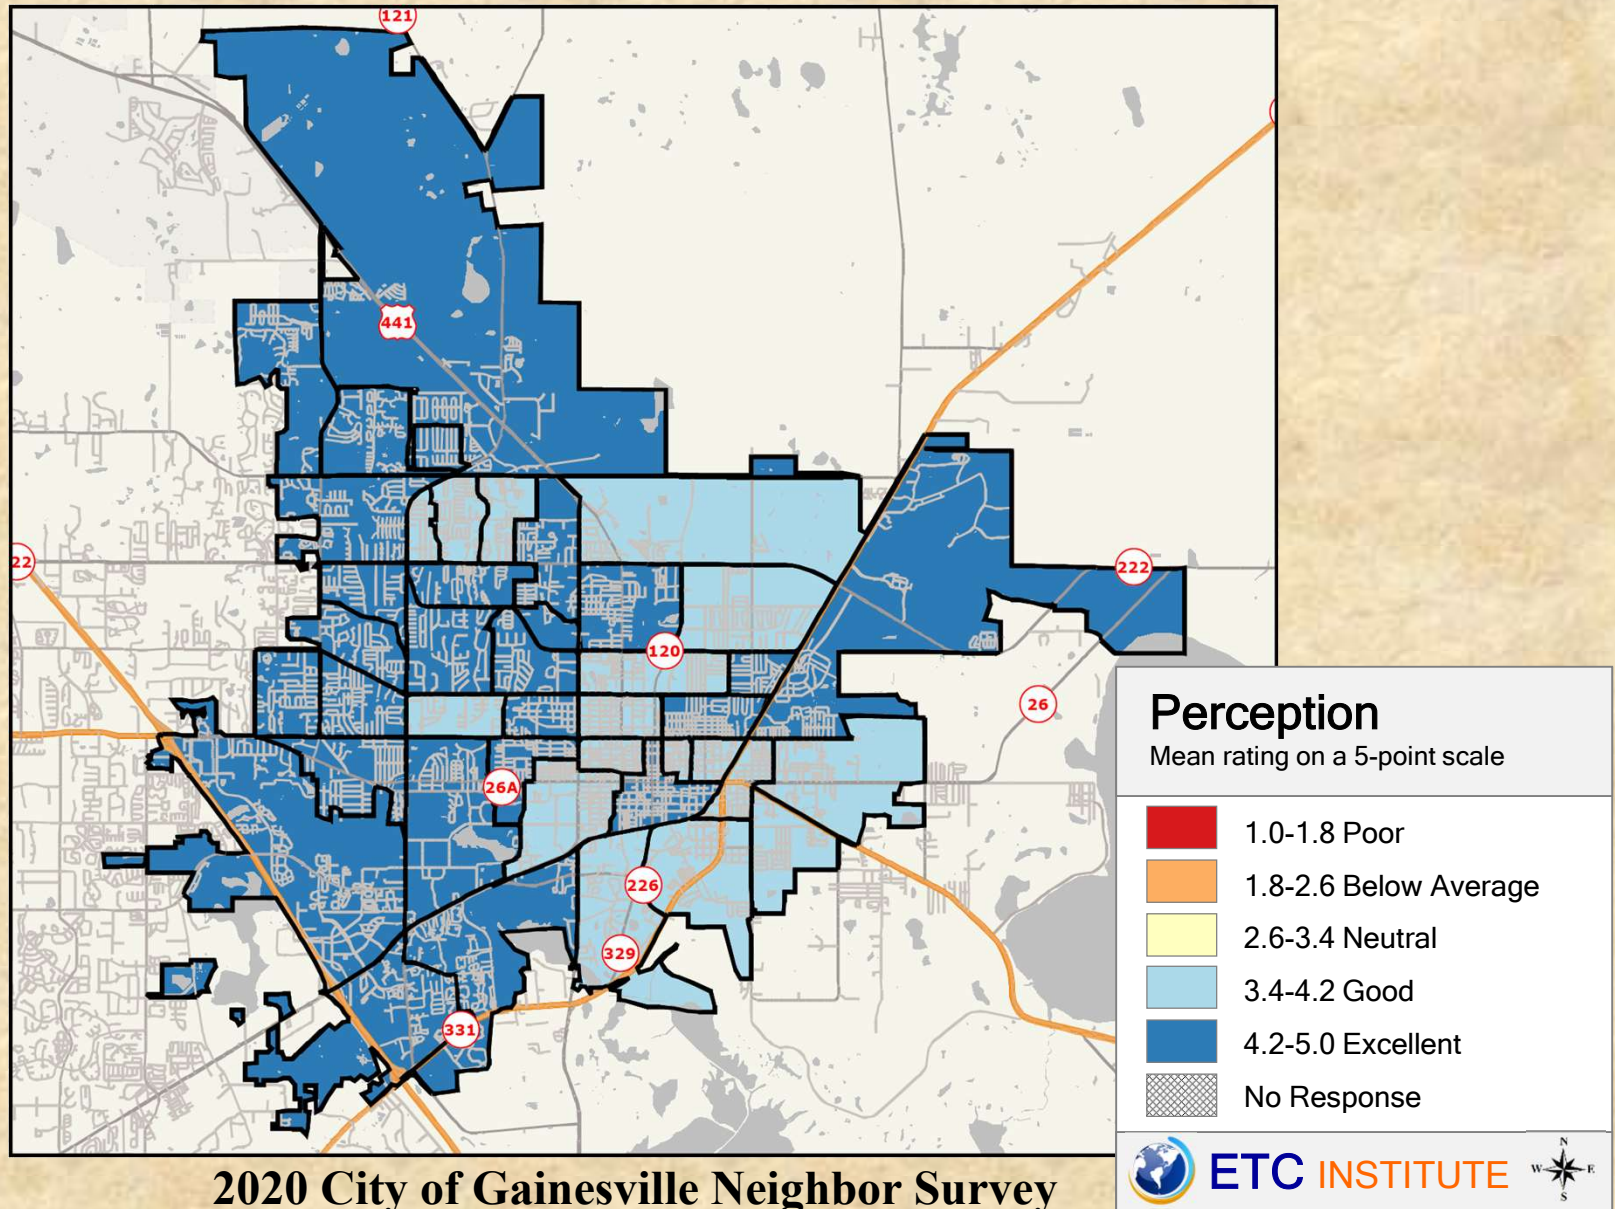 121
441
22
222
120
26
26A
226
329
331
Perception
Mean rating on a 5-point scale
1.0-1.8 Poor
1.8-2.6 Below Average
2.6-3.4 Neutral
3.4-4.2 Good
4.2-5.0 Excellent
No Response
ETC INSTITUTE
N
W E
S
2020 City of Gainesville Neighbor Survey